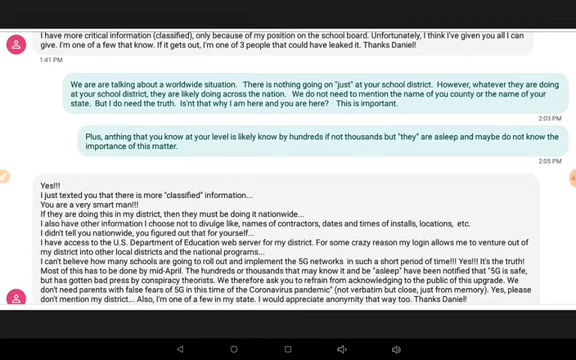 I have more critical information (classified), only because of my position on the school board. Unfortunately, I think I've given you all I can
give. I'm one of a few that know. If it gets out, I'm one of 3 people that could have leaked it. Thanks Daniel!
1:41 PM
We are are talking about a worldwide situation. There is nothing going on "just" at your school district. However, whatever they are doing
at your school district, they are likely doing across the nation. We do not need to mention the name of you county or the name of your
state. But I do need the truth. Is'nt that why I am here and you are here? This is important.
2:03 PM
Plus, anthing that you know at your level is likely know by hundreds if not thousands but "they" are asleep and maybe do not know the
importance of this matter.
2:05 PM
Yes!!!
I just texted you that there is more "classified" information...
You are a very smart man!!!
If they are doing this in my district, then they must be doing it nationwide...
I also have other information I choose not to divulge like, names of contractors, dates and times of installs, locations, etc.
I didn't tell you nationwide, you figured out that for yourself...
I have access to the U.S. Department of Education web server for my district. For some crazy reason my login allows me to venture out of
my district into other local districts and the national programs...
I can't believe how many schools are going to roll out and implement the 5G networks in such a short period of time!!! Yes!!! It's the truth!
Most of this has to be done by mid-April. The hundreds or thousands that may know it and be "asleep" have been notified that "5G is safe,
but has gotten bad press by conspiracy theorists. We therefore ask you to refrain from acknowledging to the public of this upgrade. We
don't need parents with false fears of 5G in this time of the Coronavirus pandemic" (not verbatim but close, just from memory). Yes, please
don't mention my district... Also, I'm one of a few in my state. I would appreciate anonymity that way too. Thanks Daniel!